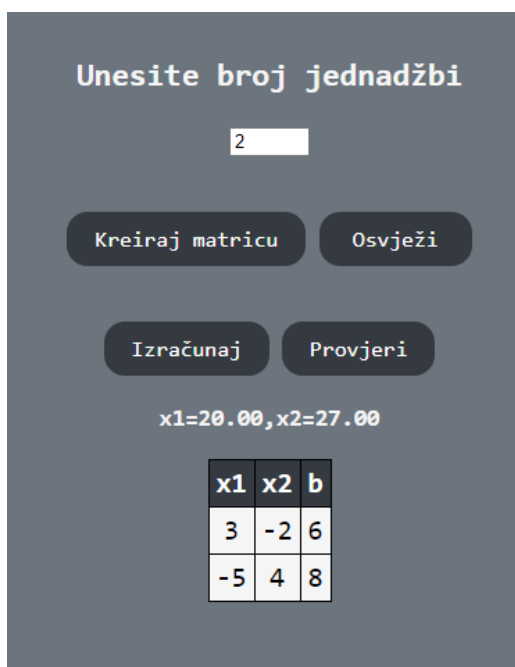 Unesite broj jednadžbi
2
Kreiraj matricu Osvježi
Izračunaj Provjeri
x1=20.00,x2=27.00
x1 x2 b
3 -2 6
-5 4 8